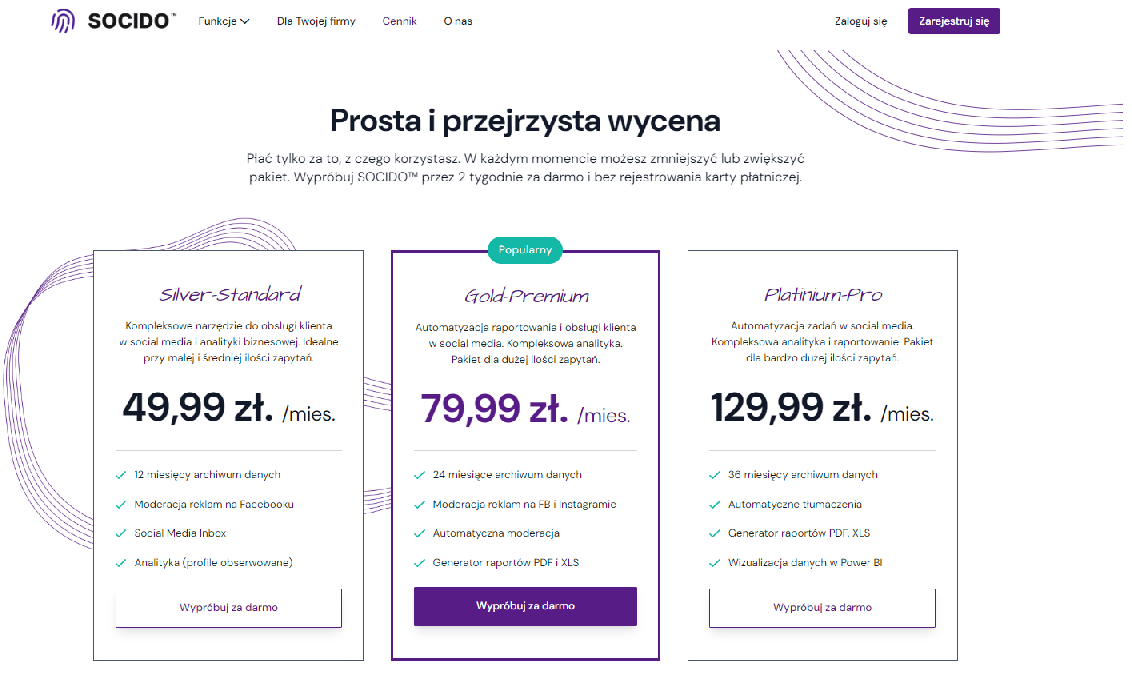 SOCIDO™ Funkcje Dla Twojej firmy Cennik O nas Zaloguj się Zarejestruj się
Prosta i przejrzysta wycena
Płać tylko za to, z czego korzystasz. W każdym momencie możesz zmniejszyć lub zwiększyć
pakiet. Wypróbuj SOCIDO™ przez 2 tygodnie za darmo i bez rejestrowania karty płatniczej.
Silver-Standard
Kompleksowe narzędzie do obsługi klienta
w social media i analityki biznesowej. Idealne
przy małej i średniej ilości zapytań.
49,99 zł. /mies.
12 miesięcy archiwum danych
Moderacja reklam na Facebooku
Social Media Inbox
Analityka (profile obserwowane)
Wypróbuj za darmo
Popularny
Gold-Premium
Automatyzacja raportowania i obsługi klienta
w social media. Kompleksowa analityka.
Pakiet dla dużej ilości zapytań.
79,99 zł. /mies.
24 miesiące archiwum danych
Moderacja reklam na FB i Instagramie
Automatyczna moderacja
Generator raportów PDF i XLS
Wypróbuj za darmo
Platinium-Pro
Automatyzacja zadań w social media.
Kompleksowa analityka i raportowanie. Pakiet
dla bardzo dużej ilości zapytań.
129,99 zł. /mies.
36 miesięcy archiwum danych
Automatyczne tłumaczenia
Generator raportów PDF, XLS
Wizualizacja danych w Power BI
Wypróbuj za darmo